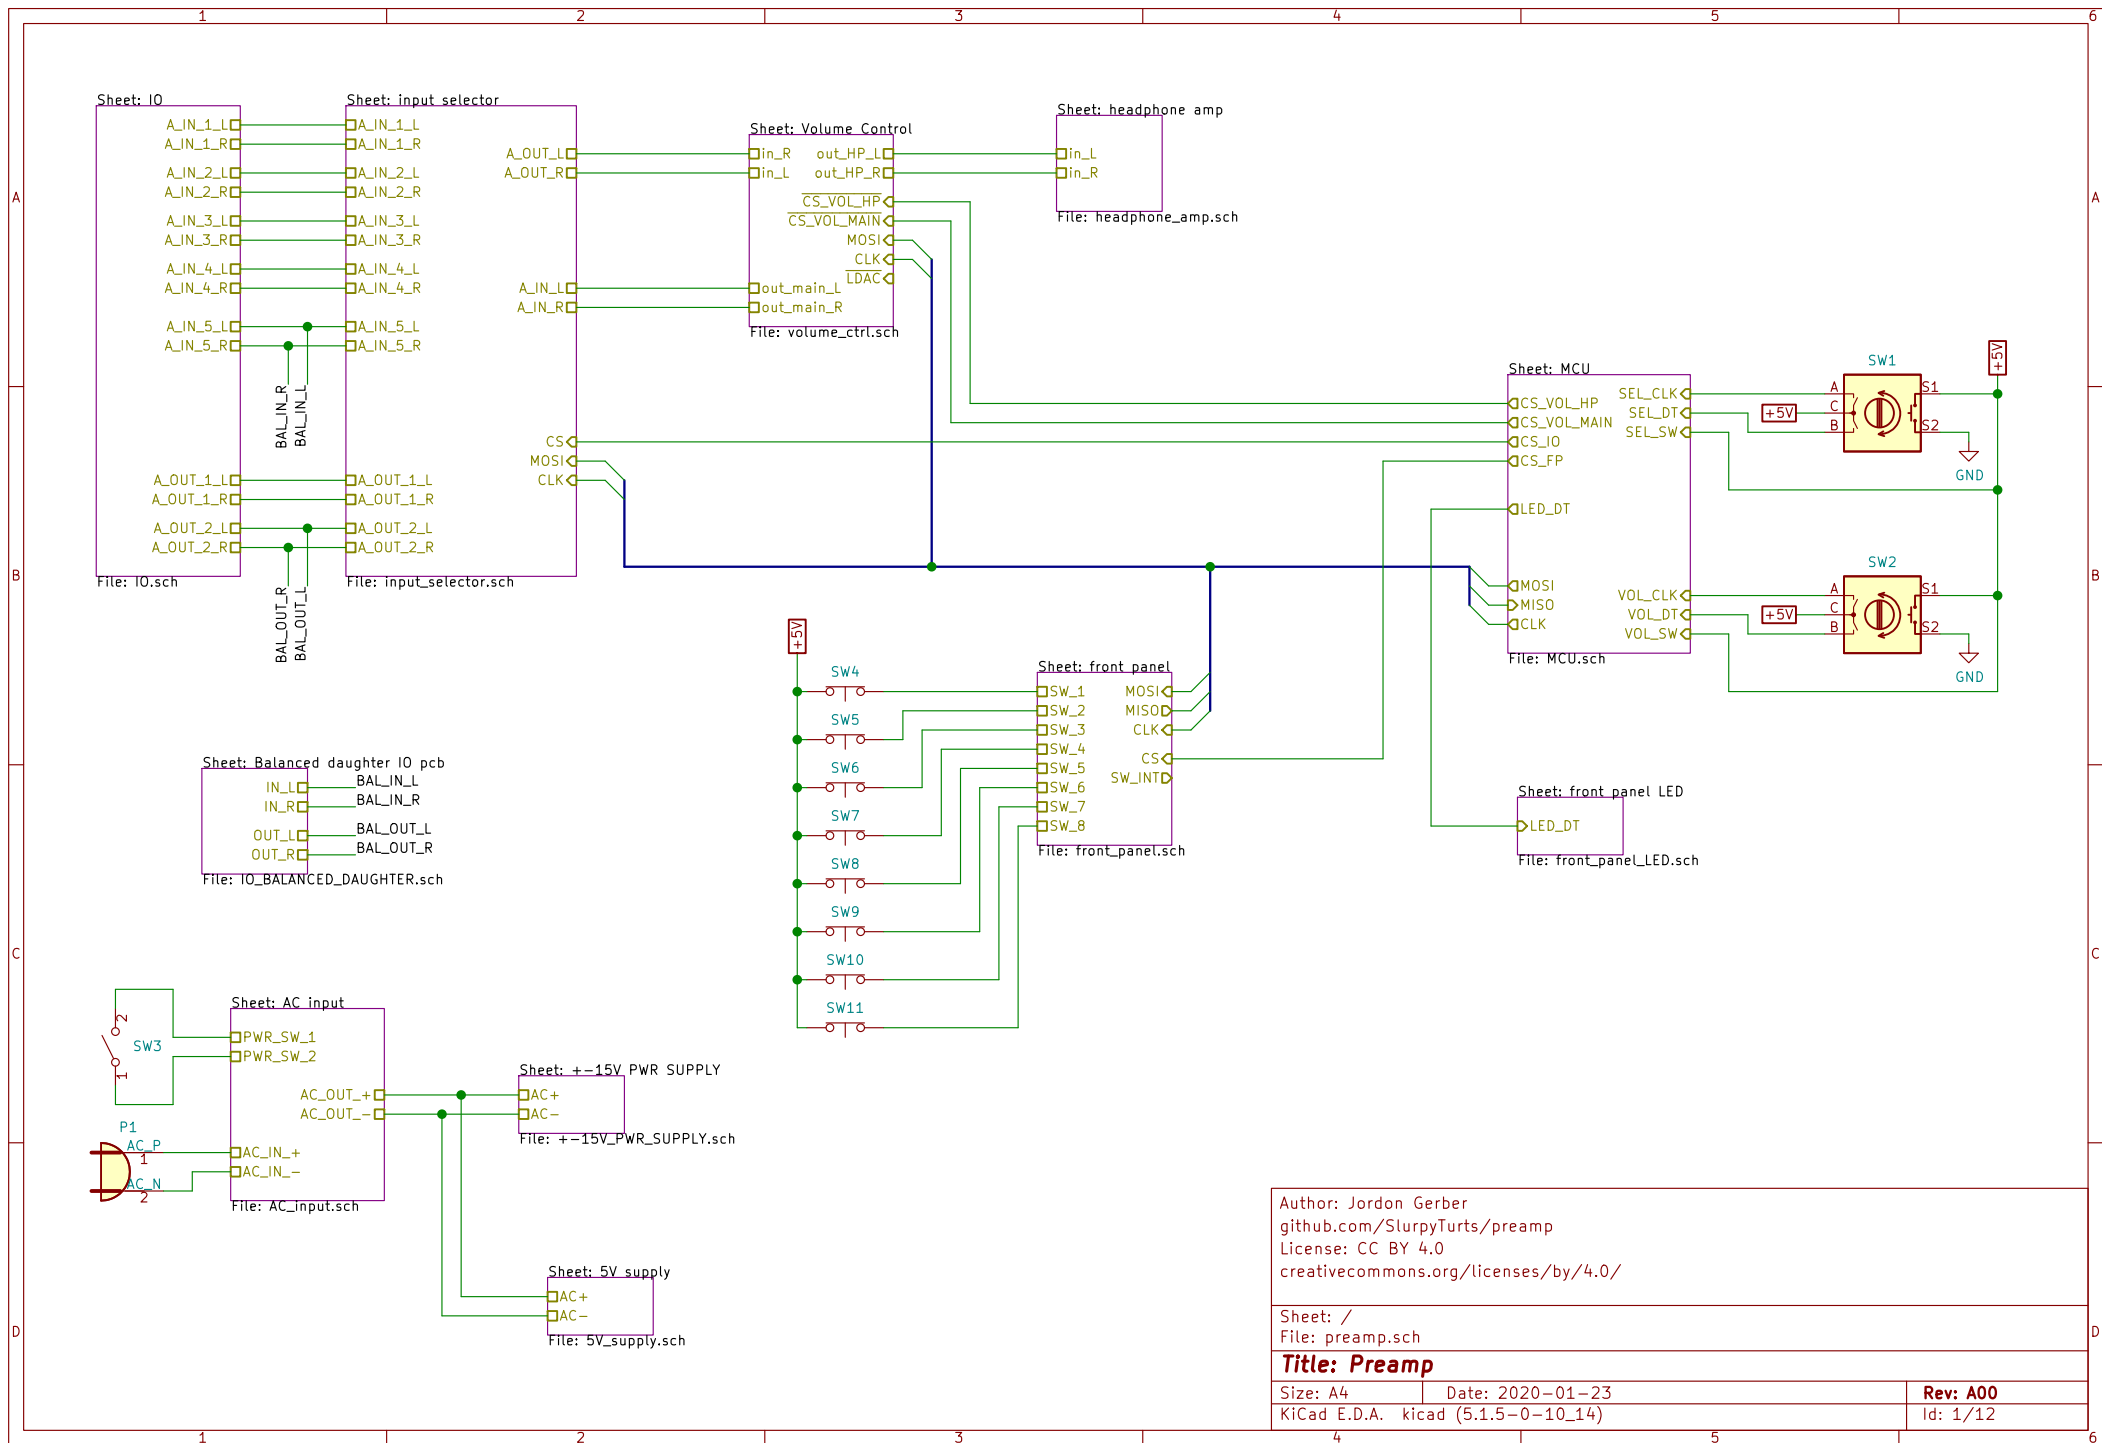 1 2 3 4 5 6
A
B
C
D
Sheet: IO
A_IN_1_L
A_IN_1_R
A_IN_2_L
A_IN_2_R
A_IN_3_L
A_IN_3_R
A_IN_4_L
A_IN_4_R
A_IN_5_L
A_IN_5_R
A_OUT_1_L
A_OUT_1_R
A_OUT_2_L
A_OUT_2_R
File: IO.sch
BAL_IN_R
BAL_IN_L
BAL_OUT_R
BAL_OUT_L
Sheet: input selector
A_IN_1_L
A_IN_1_R
A_IN_2_L
A_IN_2_R
A_IN_3_L
A_IN_3_R
A_IN_4_L
A_IN_4_R
A_IN_5_L
A_IN_5_R
A_OUT_1_L
A_OUT_1_R
A_OUT_2_L
A_OUT_2_R
A_OUT_L
A_OUT_R
A_IN_L
A_IN_R
CS
MOSI
CLK
File: input_selector.sch
Sheet: Volume Control
in_R
in_L
out_HP_L
out_HP_R
CS_VOL_HP
CS_VOL_MAIN
MOSI
CLK
LDAC
out_main_L
out_main_R
File: volume_ctrl.sch
Sheet: headphone amp
in_L
in_R
File: headphone_amp.sch
Sheet: MCU
CS_VOL_HP
CS_VOL_MAIN
CS_IO
CS_FP
LED_DT
MOSI
MISO
CLK
SEL_CLK
SEL_DT
SEL_SW
VOL_CLK
VOL_DT
VOL_SW
File: MCU.sch
SW1
A
C
B
S1
S2
+5V
+5V
GND
SW2
A
C
B
S1
S2
+5V
GND
+5V
SW4
SW5
SW6
SW7
SW8
SW9
SW10
SW11
Sheet: front panel
SW_1
SW_2
SW_3
SW_4
SW_5
SW_6
SW_7
SW_8
MOSI
MISO
CLK
CS
SW_INT
File: front_panel.sch
Sheet: front panel LED
LED_DT
File: front_panel_LED.sch
Sheet: Balanced daughter IO pcb
IN_L
IN_R
OUT_L
OUT_R
BAL_IN_L
BAL_IN_R
BAL_OUT_L
BAL_OUT_R
File: IO_BALANCED_DAUGHTER.sch
Sheet: AC input
PWR_SW_1
PWR_SW_2
AC_OUT_+
AC_OUT_-
AC_IN_+
AC_IN_-
File: AC_input.sch
2
SW3
1
P1
AC_P
1
AC_N
2
Sheet: +-15V PWR SUPPLY
AC+
AC-
File: +-15V_PWR_SUPPLY.sch
Sheet: 5V supply
AC+
AC-
File: 5V_supply.sch
Author: Jordon Gerber
github.com/SlurpyTurts/preamp
License: CC BY 4.0
creativecommons.org/licenses/by/4.0/
Sheet: /
File: preamp.sch
Title: Preamp
Size: A4 Date: 2020-01-23 Rev: A00
KiCad E.D.A. kicad (5.1.5-0-10_14) Id: 1/12
A
B
C
D
1 2 3 4 5 6